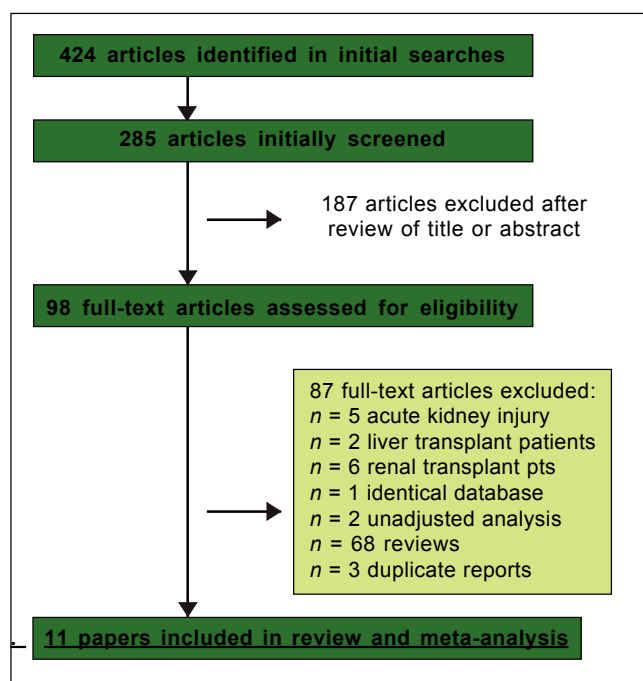 424 articles identified in initial searches
285 articles initially screened
187 articles excluded after
review of title or abstract
98 full-text articles assessed for eligibility
87 full-text articles excluded:
n = 5 acute kidney injury
n = 2 liver transplant patients
n = 6 renal transplant pts
n = 1 identical database
n = 2 unadjusted analysis
n = 68 reviews
n = 3 duplicate reports
11 papers included in review and meta-analysis